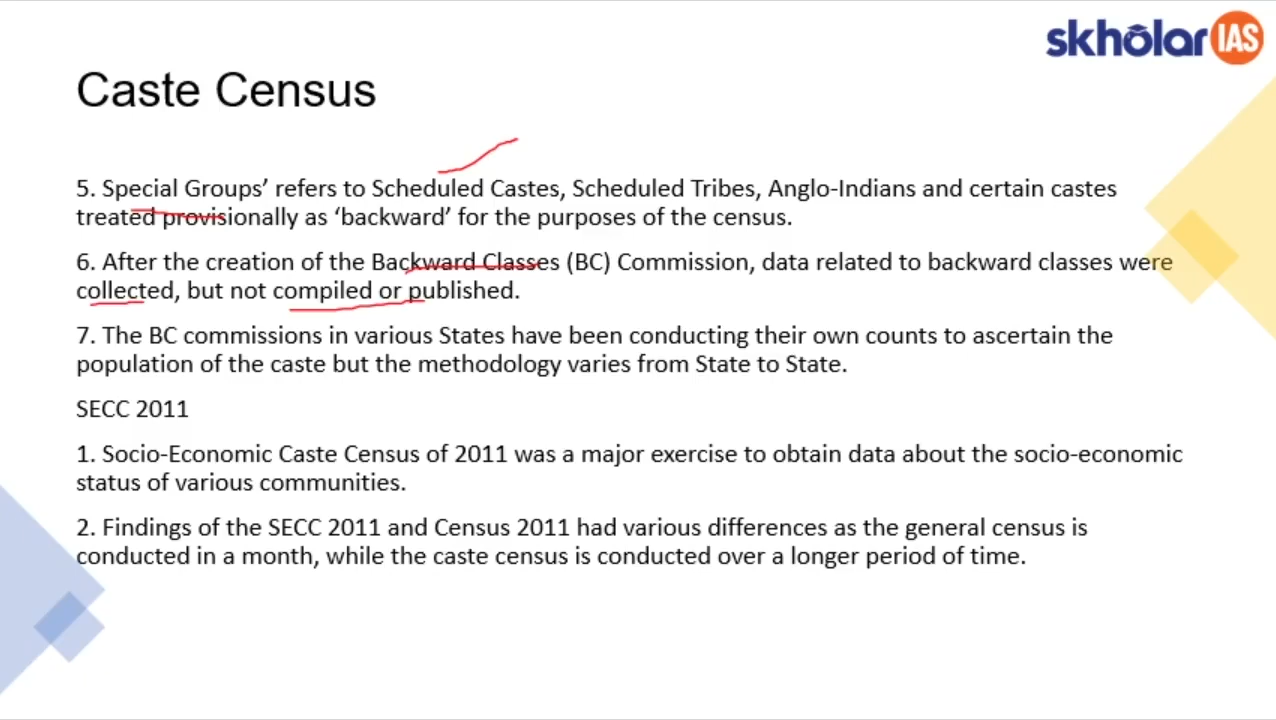 skholar IAS
Caste Census
5. Special Groups’ refers to Scheduled Castes, Scheduled Tribes, Anglo-Indians and certain castes
treated provisionally as ‘backward’ for the purposes of the census.
6. After the creation of the Backward Classes (BC) Commission, data related to backward classes were
collected, but not compiled or published.
7. The BC commissions in various States have been conducting their own counts to ascertain the
population of the caste but the methodology varies from State to State.
SECC 2011
1. Socio-Economic Caste Census of 2011 was a major exercise to obtain data about the socio-economic
status of various communities.
2. Findings of the SECC 2011 and Census 2011 had various differences as the general census is
conducted in a month, while the caste census is conducted over a longer period of time.